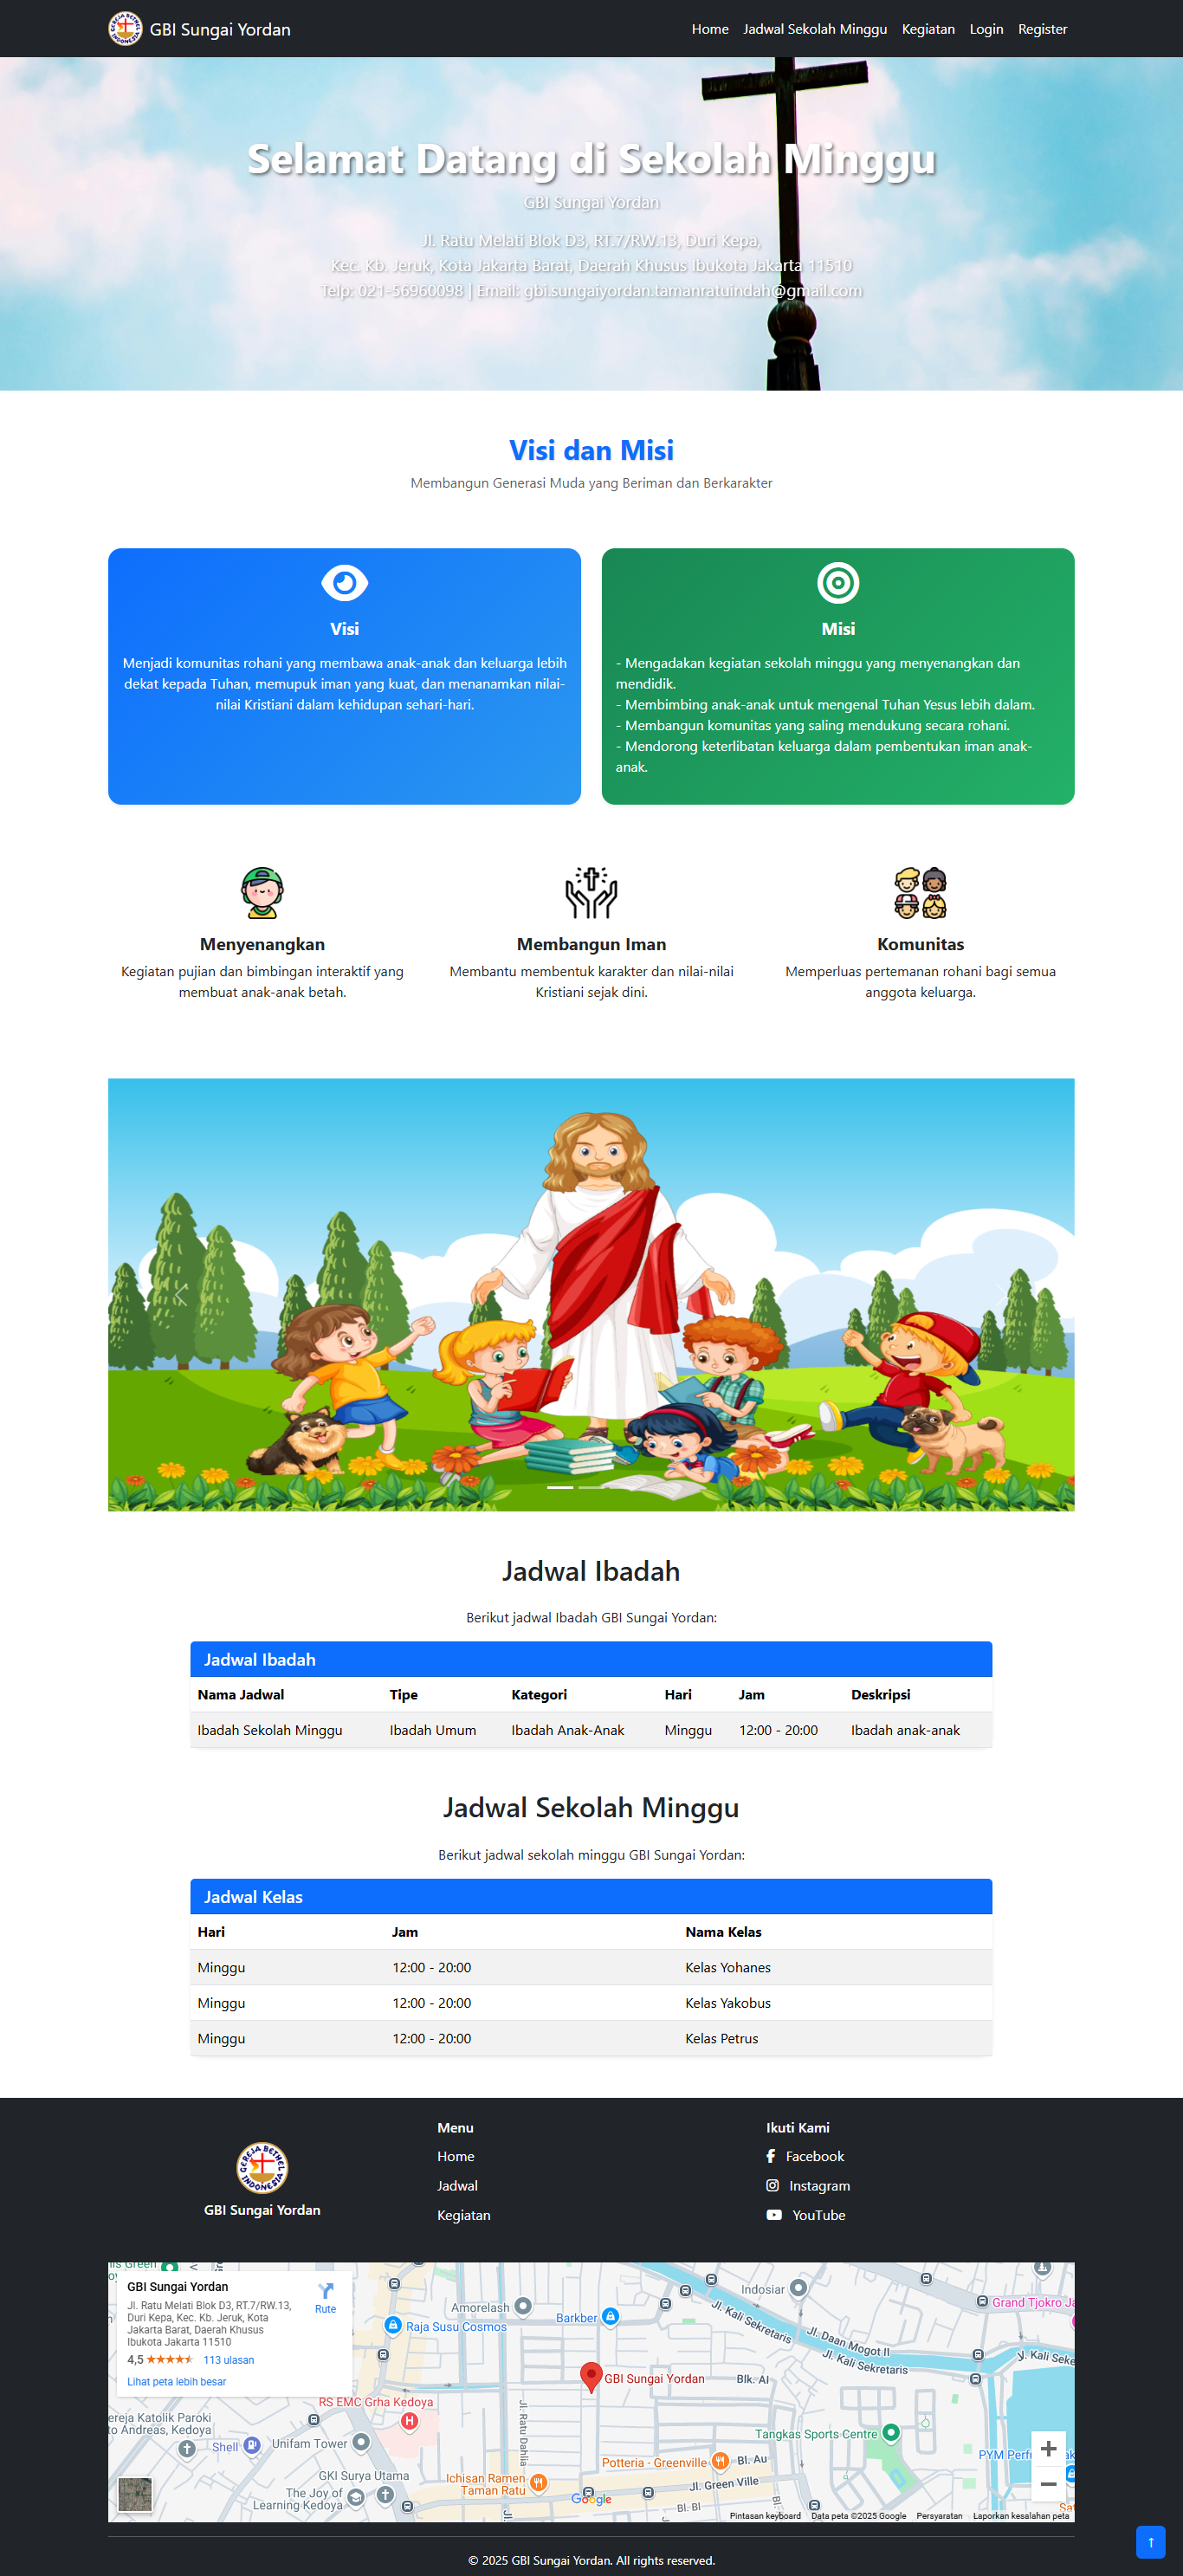 GBI Sungai Yordan
Home Jadwal Sekolah Minggu Kegiatan Login Register
Selamat Datang di Sekolah Minggu
GBI Sungai Yordan
Jl. Ratu Melati Blok D3, RT.7/RW.13, Duri Kepa,
Kec. Kb. Jeruk, Kota Jakarta Barat, Daerah Khusus Ibukota Jakarta 11510
Telp: 021-56960098 | Email: gbi.sungaiyordan.tamanratuindah@gmail.com
Visi dan Misi
Membangun Generasi Muda yang Beriman dan Berkarakter
Visi
Menjadi komunitas rohani yang membawa anak-anak dan keluarga lebih
dekat kepada Tuhan, memupuk iman yang kuat, dan menanamkan nilai-
nilai Kristiani dalam kehidupan sehari-hari.
Misi
- Mengadakan kegiatan sekolah minggu yang menyenangkan dan
mendidik.
- Membimbing anak-anak untuk mengenal Tuhan Yesus lebih dalam.
- Membangun komunitas yang saling mendukung secara rohani.
- Mendorong keterlibatan keluarga dalam pembentukan iman anak-
anak.
Menyenangkan
Kegiatan pujian dan bimbingan interaktif yang
membuat anak-anak betah.
Membangun Iman
Membantu membentuk karakter dan nilai-nilai
Kristiani sejak dini.
Komunitas
Memperluas pertemanan rohani bagi semua
anggota keluarga.
Jadwal Ibadah
Berikut jadwal Ibadah GBI Sungai Yordan:
Jadwal Ibadah
Nama Jadwal Tipe Kategori Hari Jam Deskripsi
Ibadah Sekolah Minggu Ibadah Umum Ibadah Anak-Anak Minggu 12:00 - 20:00 Ibadah anak-anak
Jadwal Sekolah Minggu
Berikut jadwal sekolah minggu GBI Sungai Yordan:
Jadwal Kelas
Hari Jam Nama Kelas
Minggu 12:00 - 20:00 Kelas Yohanes
Minggu 12:00 - 20:00 Kelas Yakobus
Minggu 12:00 - 20:00 Kelas Petrus
GEREJA BETHEL INDONESIA
GBI Sungai Yordan
Menu
Home
Jadwal
Kegiatan
Ikuti Kami
Facebook
Instagram
YouTube
GBI Sungai Yordan
Jl. Ratu Melati Blok D3, RT.7/RW.13,
Duri Kepa, Kec. Kb. Jeruk, Kota
Jakarta Barat, Daerah Khusus
Ibukota Jakarta 11510
Rute
4,5 113 ulasan
Lihat peta lebih besar
Amorelash
Raja Susu Cosmos
Barkber
Indosiar
Jl. Kali Sekretaris
Jl. Daan Mogot II
Jl. Kali Sekretaris
Grand Tjokro
GBI Sungai Yordan
Blk. AI
RS EMC Grha Kedoya
Katolik Paroki
Andreas, Kedoya
Shell
Unifam Tower
Jl. Ratu Dahlia
Tangkas Sports Centre
Potteria - Greenville
Bl. Au
GKI Surya Utama
Ichisan Ramen
Taman Ratu
The Joy of
Learning Kedoya
Jl. Green Ville
Bl. Bl
Google
Pintasan keyboard Data peta ©2025 Google Persyaratan Laporkan kesalahan peta
© 2025 GBI Sungai Yordan. All rights reserved.